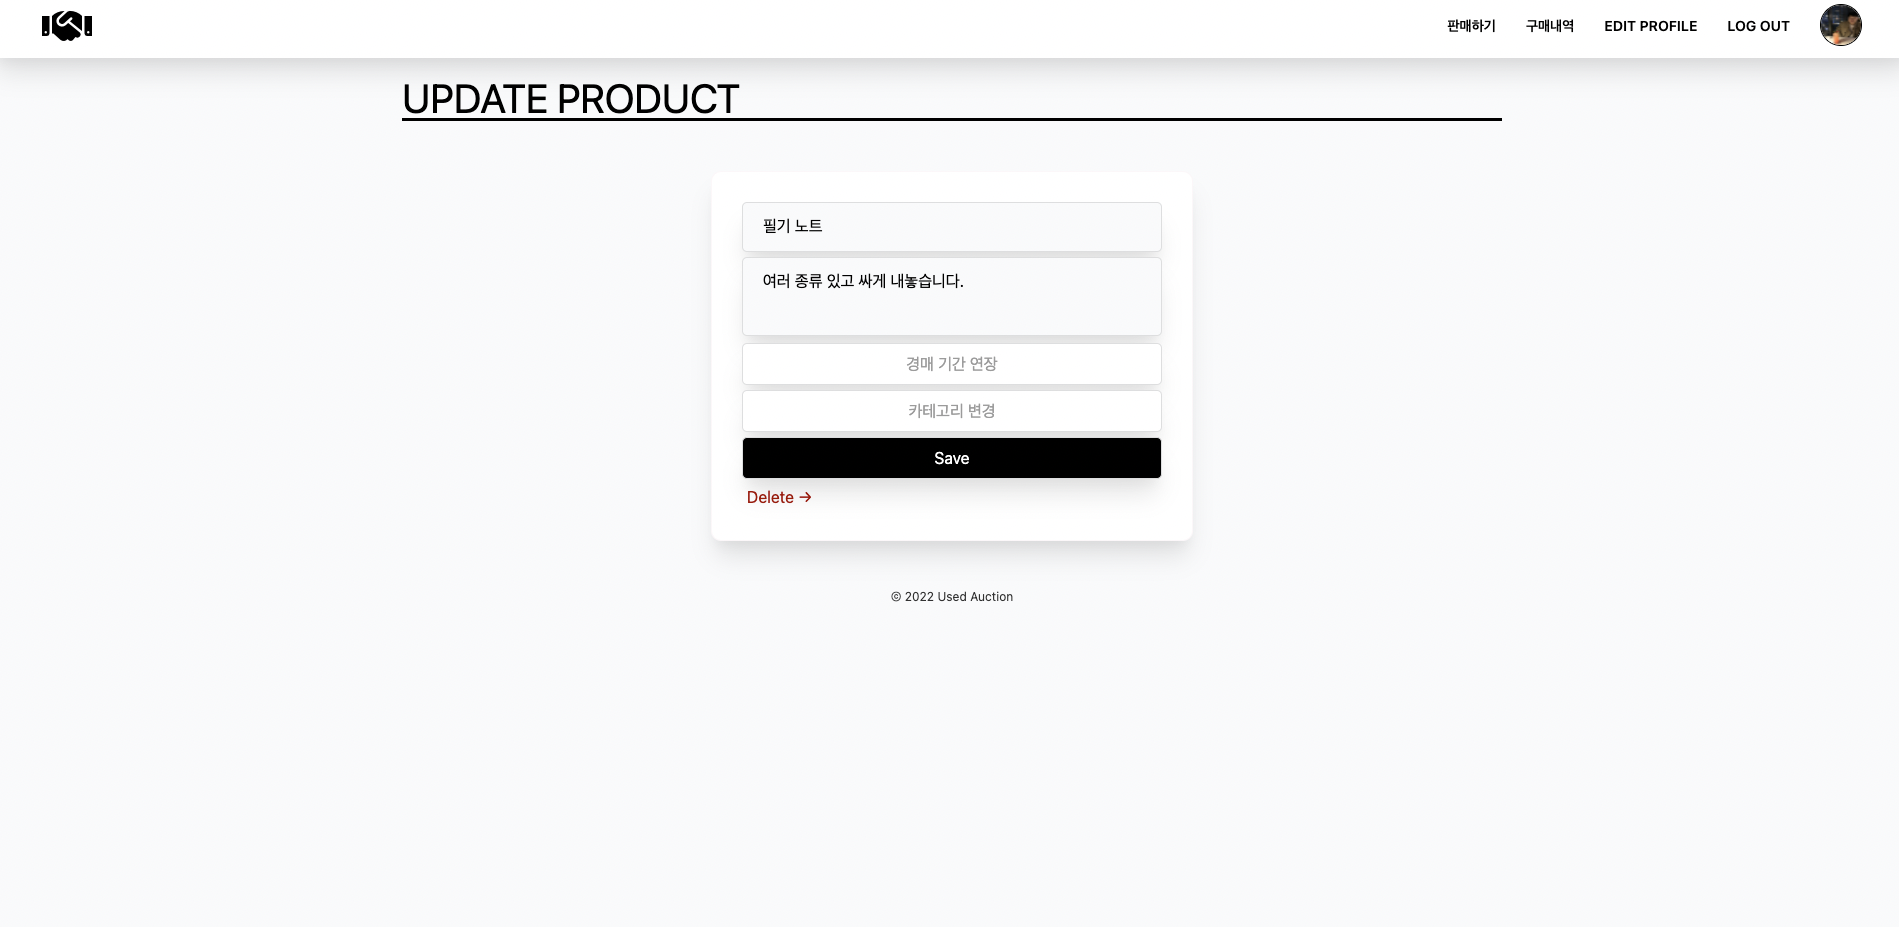 판매하기
구매내역
EDIT PROFILE
LOG OUT
UPDATE PRODUCT
필기 노트
여러 종류 있고 싸게 내놓습니다.
경매 기간 연장
카테고리 변경
Save
Delete →
© 2022 Used Auction